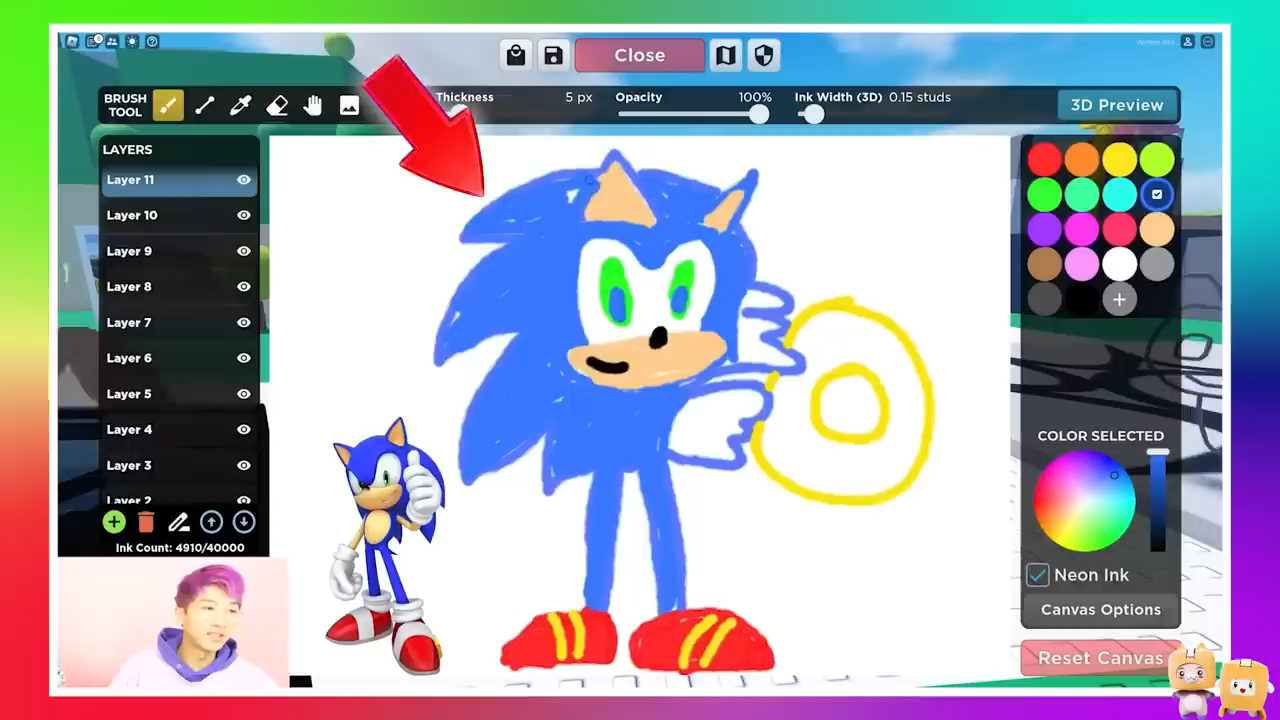 Close
BRUSH TOOL
Thickness 5 px
Opacity 100%
Ink Width (3D) 0.15 studs
3D Preview
LAYERS
Layer 11
Layer 10
Layer 9
Layer 8
Layer 7
Layer 6
Layer 5
Layer 4
Layer 3
Layer 2
Ink Count: 4910/40000
COLOR SELECTED
Neon Ink
Canvas Options
Reset Canvas